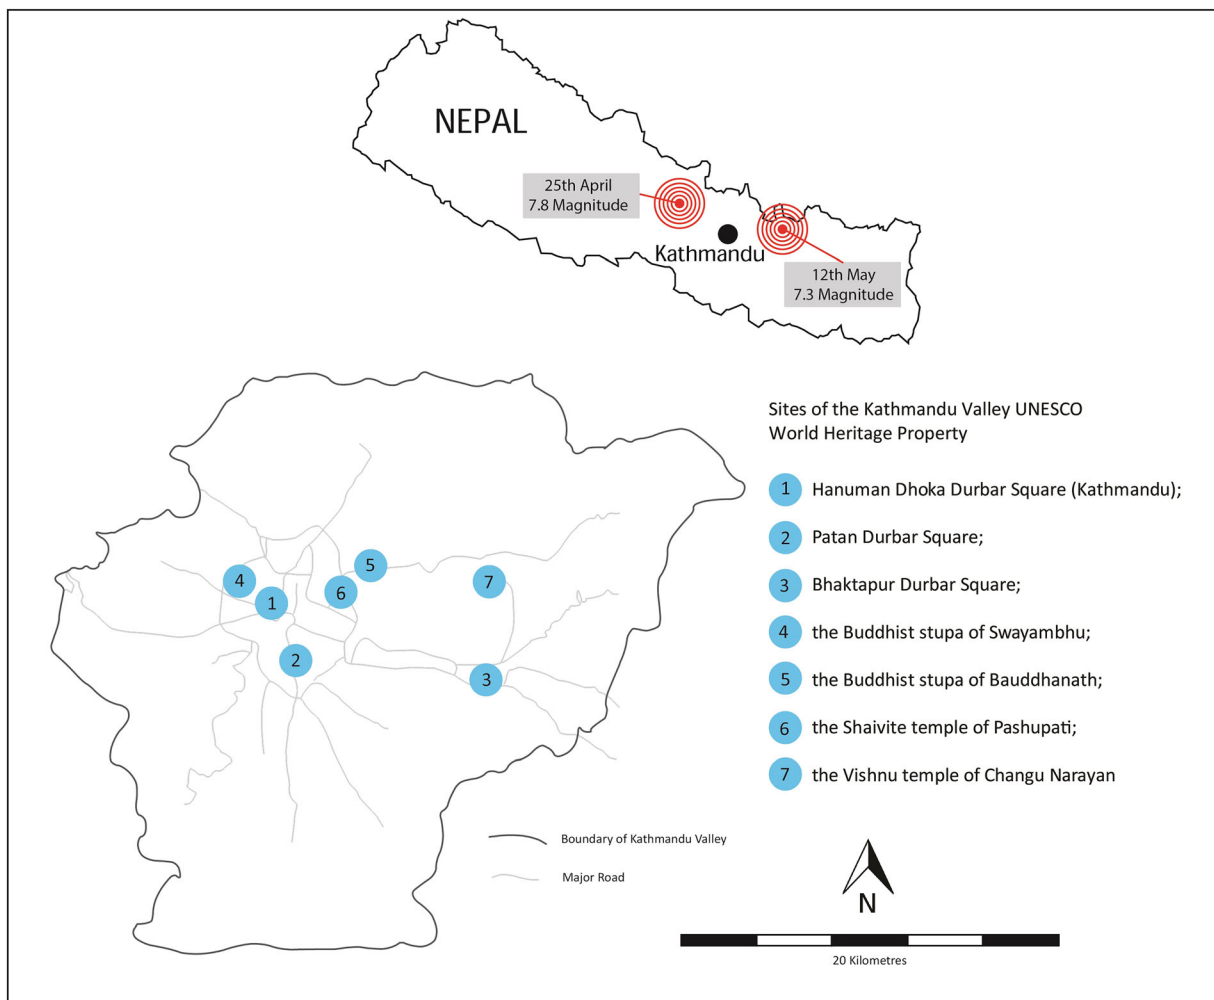 NEPAL
25th April
7.8 Magnitude
Kathmandu
12th May
7.3 Magnitude
Sites of the Kathmandu Valley UNESCO
World Heritage Property
1 Hanuman Dhoka Durbar Square (Kathmandu);
2 Patan Durbar Square;
3 Bhaktapur Durbar Square;
4 the Buddhist stupa of Swayambhu;
5 the Buddhist stupa of Bauddhanath;
6 the Shaivite temple of Pashupati;
7 the Vishnu temple of Changu Narayan
5
4
7
6
1
2
3
Boundary of Kathmandu Valley
Major Road
N
20 Kilometres